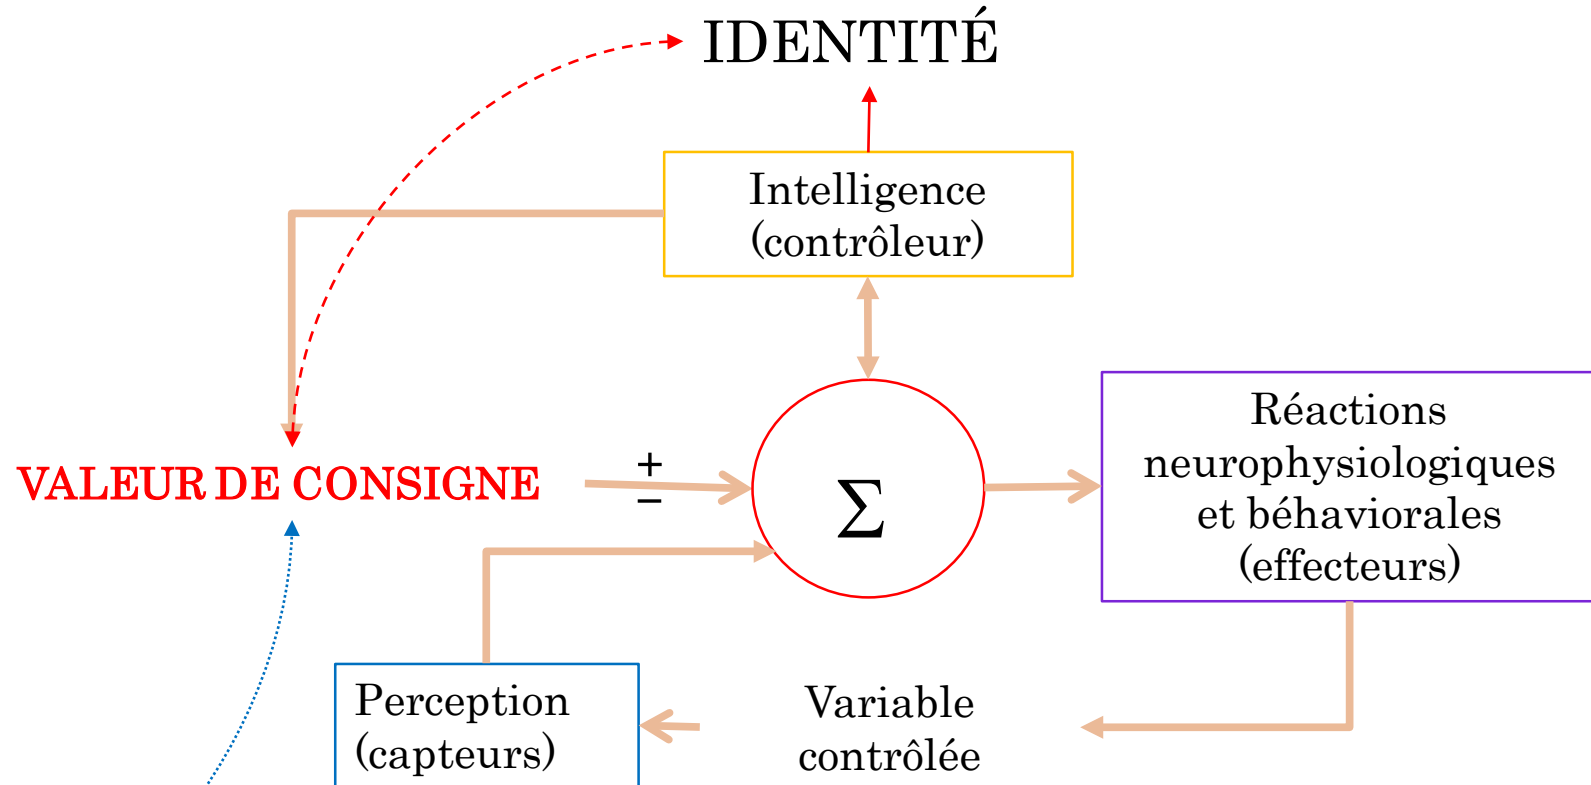 IDENTITÉ
Intelligence
(contrôleur)
VALEUR DE CONSIGNE
+
−
Σ
Réactions
neurophysiologiques
et béhaviorales
(effecteurs)
Perception
(capteurs)
Variable
contrôlée